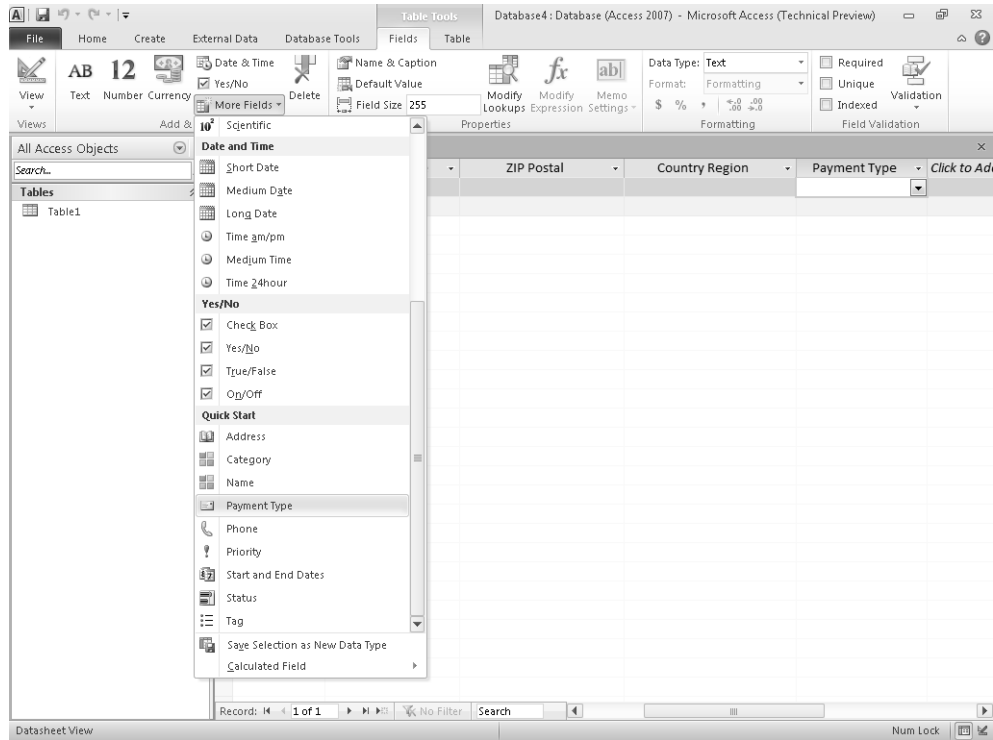 Table Tools
Database4 : Database (Access 2007) - Microsoft Access (Technical Preview)
File Home Create External Data Database Tools Fields Table
View
Views
AB
Text
12
Number
Currency
Date & Time
Yes/No
More Fields
Delete
Add &
Name & Caption
Default Value
Field Size 255
Modify Lookups
Modify Expression
Memo Settings
Properties
Data Type: Text
Format: Formatting
$ % , .0 .00 .00 .0
Formatting
Required
Unique
Indexed
Validation
Field Validation
All Access Objects
Search...
Tables
Table1
ZIP Postal Country Region Payment Type Click to Ad
10² Scientific
Date and Time
Short Date
Medium Date
Long Date
Time am/pm
Medium Time
Time 24hour
Yes/No
Check Box
Yes/No
True/False
On/Off
Quick Start
Address
Category
Name
Payment Type
Phone
Priority
Start and End Dates
Status
Tag
Save Selection as New Data Type
Calculated Field
Record: 1 of 1 No Filter Search
Datasheet View
Num Lock